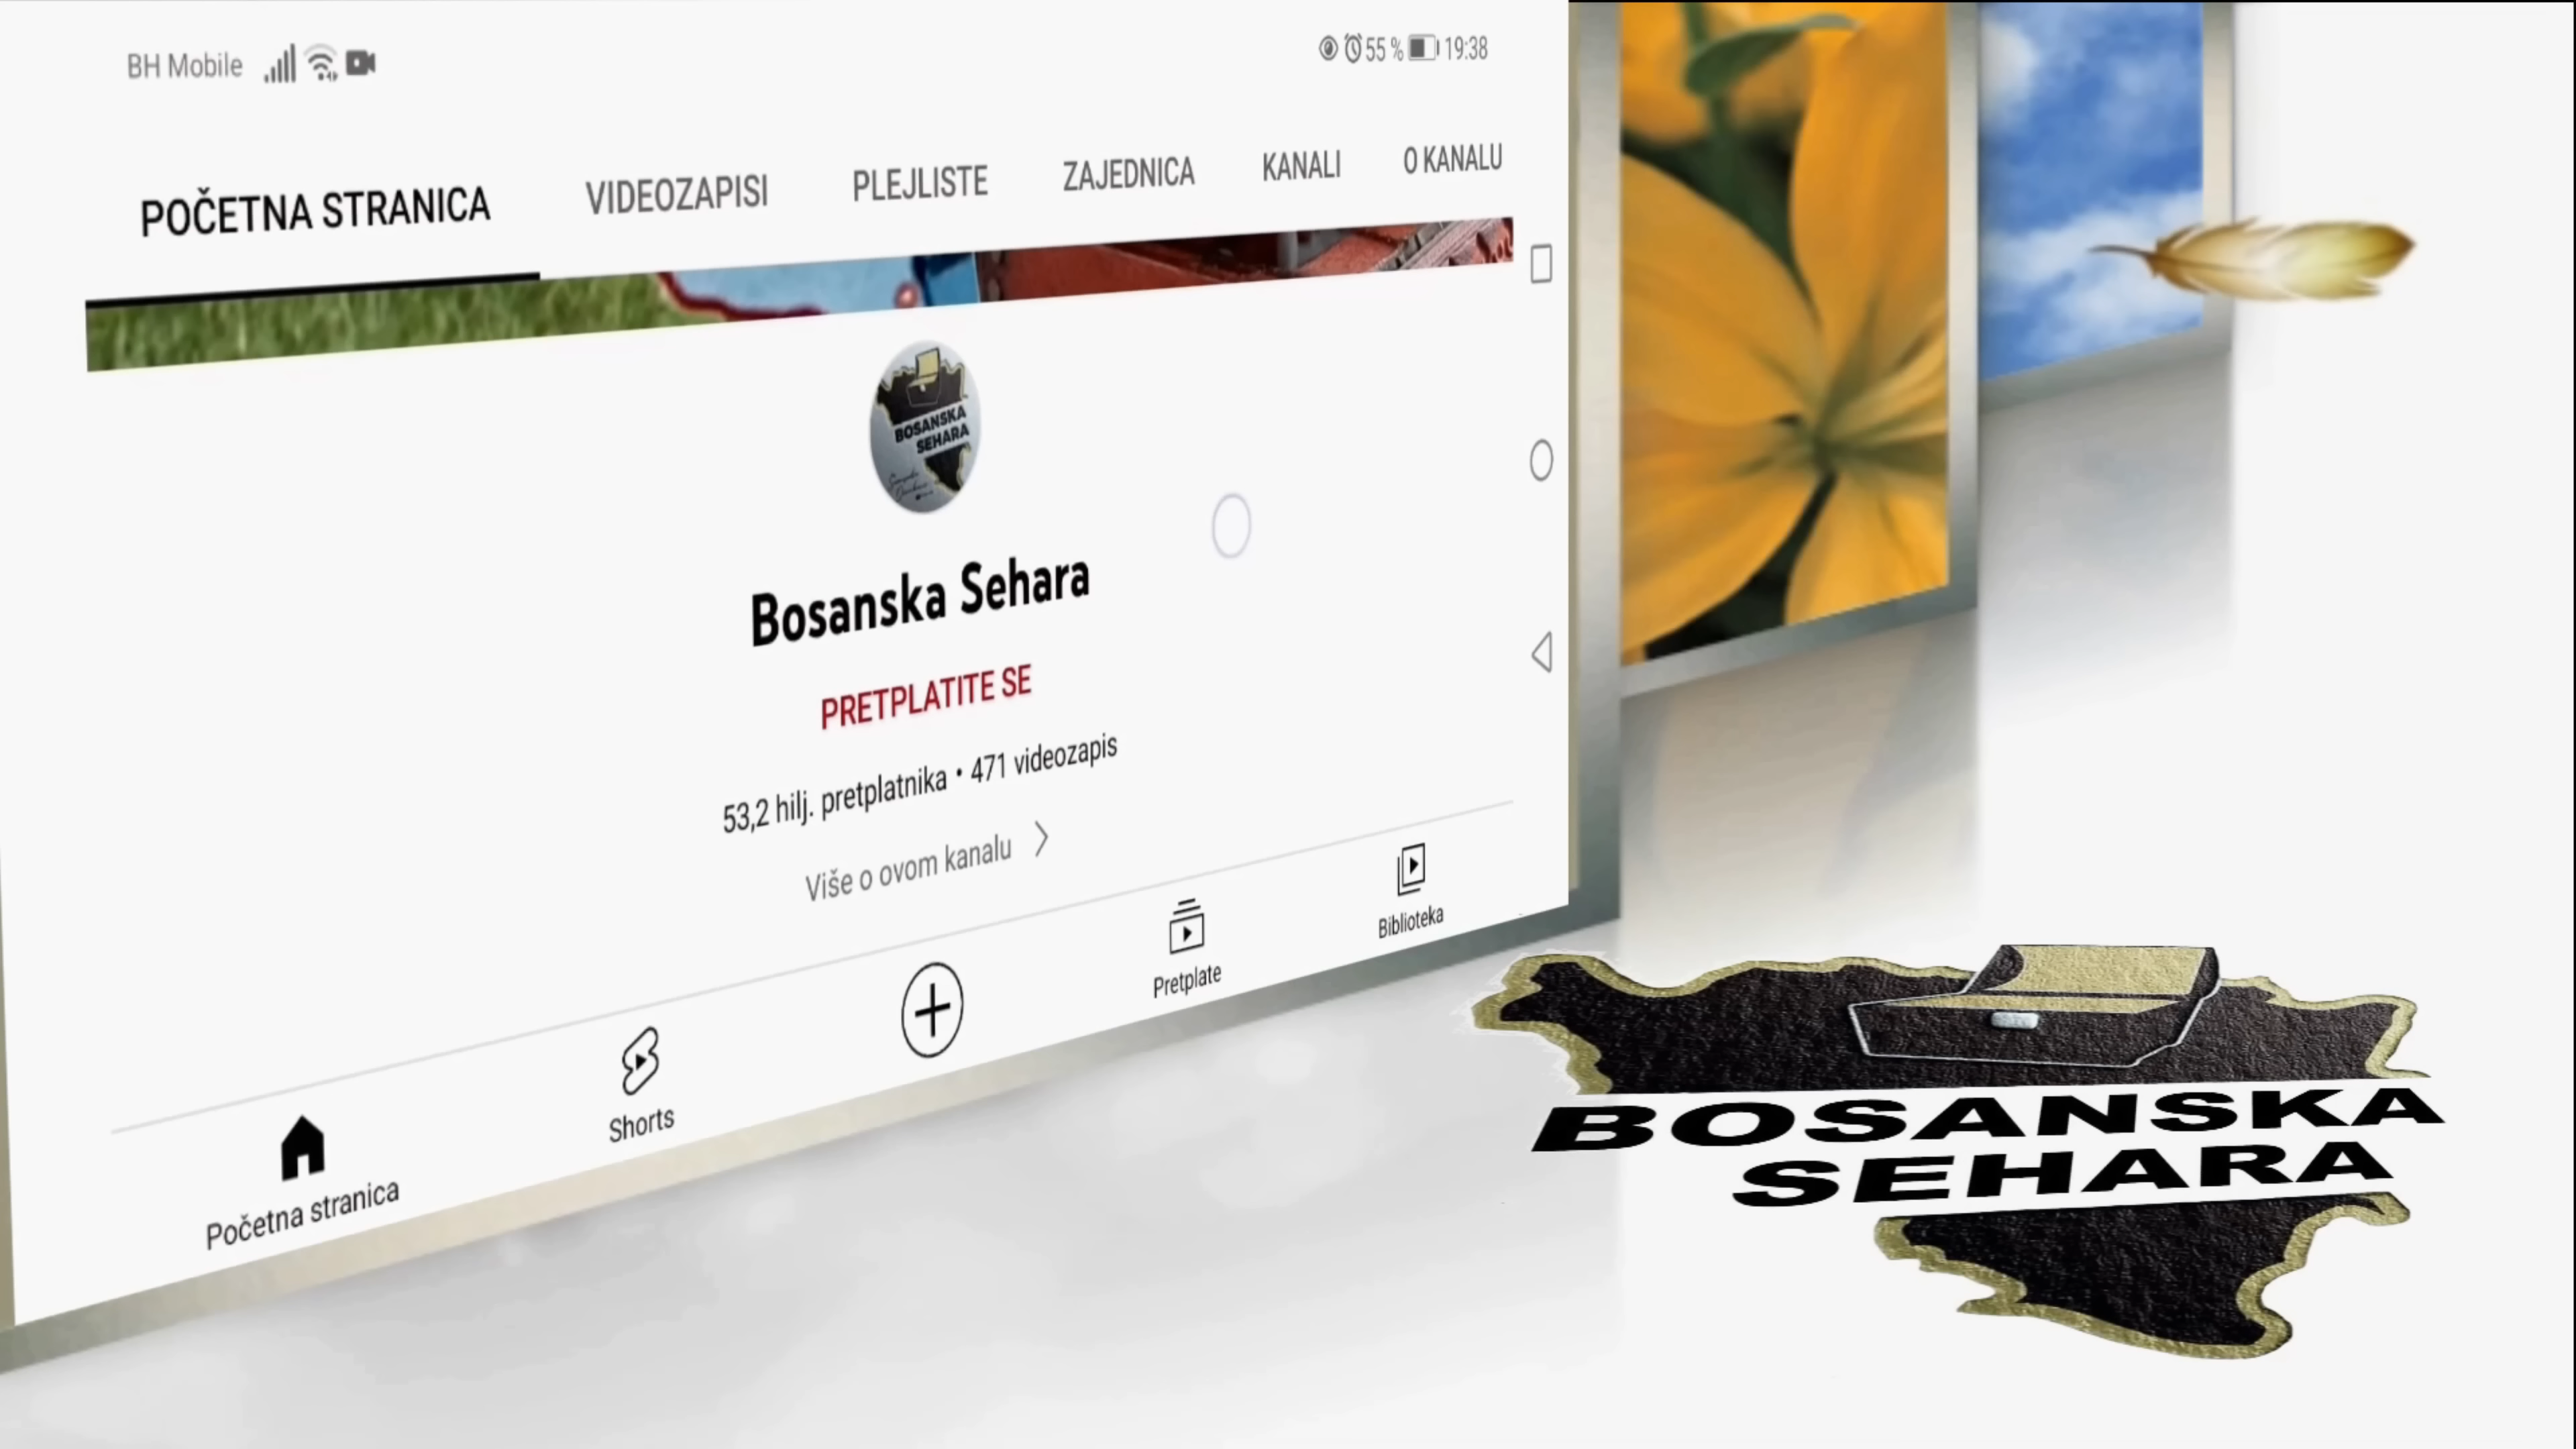 BH Mobile
55 % 19:38
POČETNA STRANICA VIDEOZAPISI PLEJLISTE ZAJEDNICA KANALI O KANALU
BOSANSKA
SEHARA
Bosanska Sehara
PRETPLATITE SE
53,2 hilj. pretplatnika • 471 videozapis
Više o ovom kanalu
Početna stranica
Shorts
Pretplate
Biblioteka
BOSANSKA
SEHARA